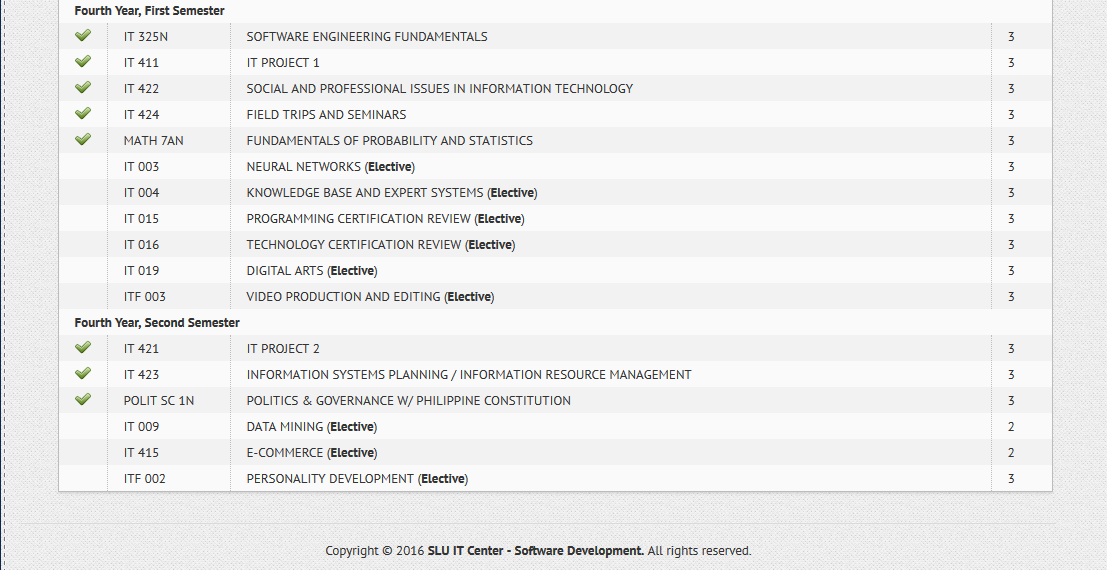 Fourth Year, First Semester
IT 325N SOFTWARE ENGINEERING FUNDAMENTALS 3
IT 411 IT PROJECT 1 3
IT 422 SOCIAL AND PROFESSIONAL ISSUES IN INFORMATION TECHNOLOGY 3
IT 424 FIELD TRIPS AND SEMINARS 3
MATH 7AN FUNDAMENTALS OF PROBABILITY AND STATISTICS 3
IT 003 NEURAL NETWORKS (Elective) 3
IT 004 KNOWLEDGE BASE AND EXPERT SYSTEMS (Elective) 3
IT 015 PROGRAMMING CERTIFICATION REVIEW (Elective) 3
IT 016 TECHNOLOGY CERTIFICATION REVIEW (Elective) 3
IT 019 DIGITAL ARTS (Elective) 3
ITF 003 VIDEO PRODUCTION AND EDITING (Elective) 3
Fourth Year, Second Semester
IT 421 IT PROJECT 2 3
IT 423 INFORMATION SYSTEMS PLANNING / INFORMATION RESOURCE MANAGEMENT 3
POLIT SC 1N POLITICS & GOVERNANCE W/ PHILIPPINE CONSTITUTION 3
IT 009 DATA MINING (Elective) 2
IT 415 E-COMMERCE (Elective) 2
ITF 002 PERSONALITY DEVELOPMENT (Elective) 3
Copyright © 2016 SLU IT Center - Software Development. All rights reserved.